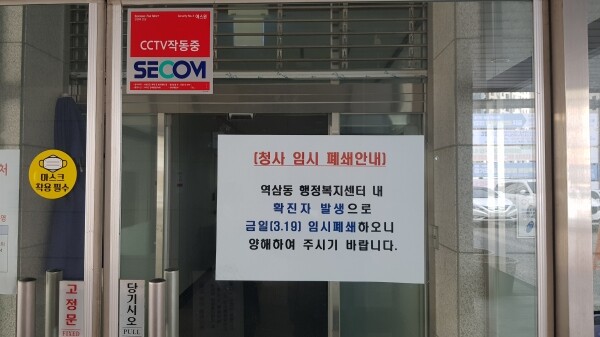 CCTV작동중
SECOM
마스크
착용 필수
[청사 임시 폐쇄안내]
역삼동 행정복지센터 내
확진자 발생으로
금일(3.19) 임시폐쇄하오니
양해하여 주시기 바랍니다.
고정문
FIXED
당기시오
PULL